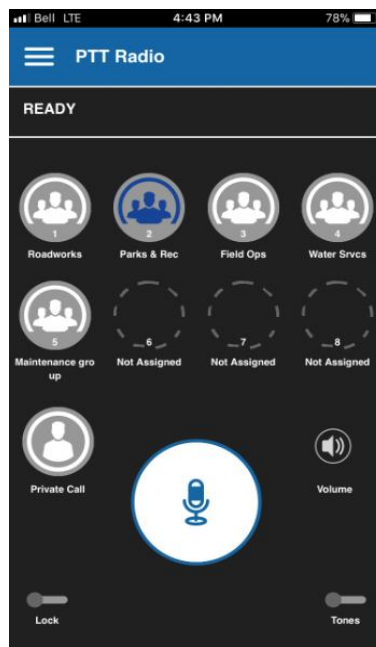 Bell LTE 4:43 PM 78%
PTT Radio
READY
1 2 3 4
Roadworks Parks & Rec Field Ops Water Srvcs
5 6 7 8
Maintenance gro Not Assigned Not Assigned Not Assigned
up
Private Call Volume
Lock Tones